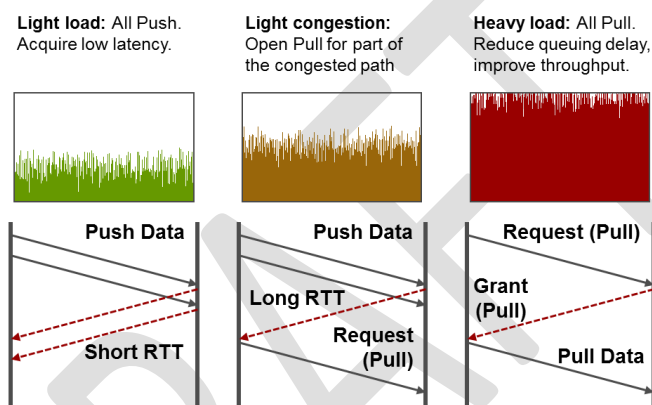 Light load: All Push.
Acquire low latency.
Light congestion:
Open Pull for part of
the congested path
Heavy load: All Pull.
Reduce queuing delay,
improve throughput.
Push Data
Short RTT
Push Data
Long RTT
Request
(Pull)
Request (Pull)
Grant
(Pull)
Pull Data
DRAFT